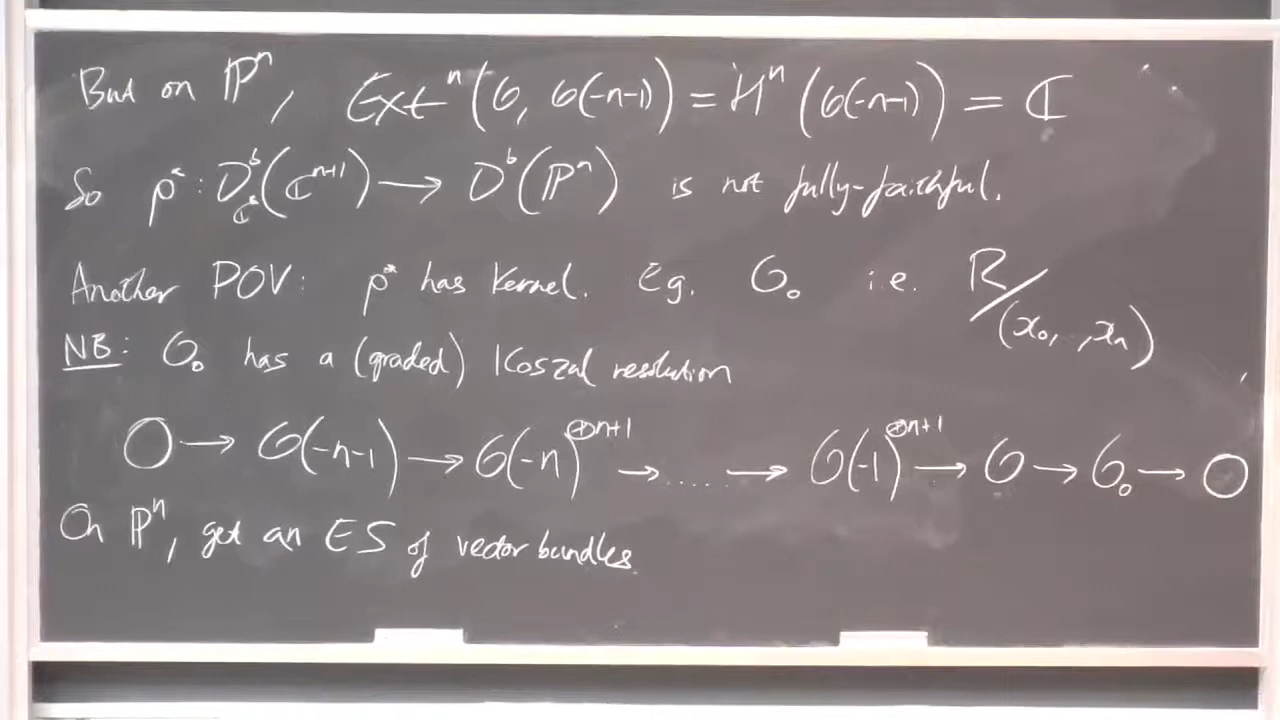 But on ℙⁿ, Extⁿ(𝒪, 𝒪(-n-1)) = Hⁿ(𝒪(-n-1)) = ℂ
So p* : D^b_{ℂ*}(ℂ^{n+1}) → D^b(ℙⁿ) is not fully-faithful.
Another POV: p* has kernel. Eg. 𝒪₀ i.e. R/(x₀, .., xₙ)
NB: 𝒪₀ has a (graded) Koszal resolution
0 → 𝒪(-n-1) → 𝒪(-n)^{⊕n+1} → ..... → 𝒪(-1)^{⊕n+1} → 𝒪 → 𝒪₀ → 0
On ℙⁿ, get an ES of vector bundles.